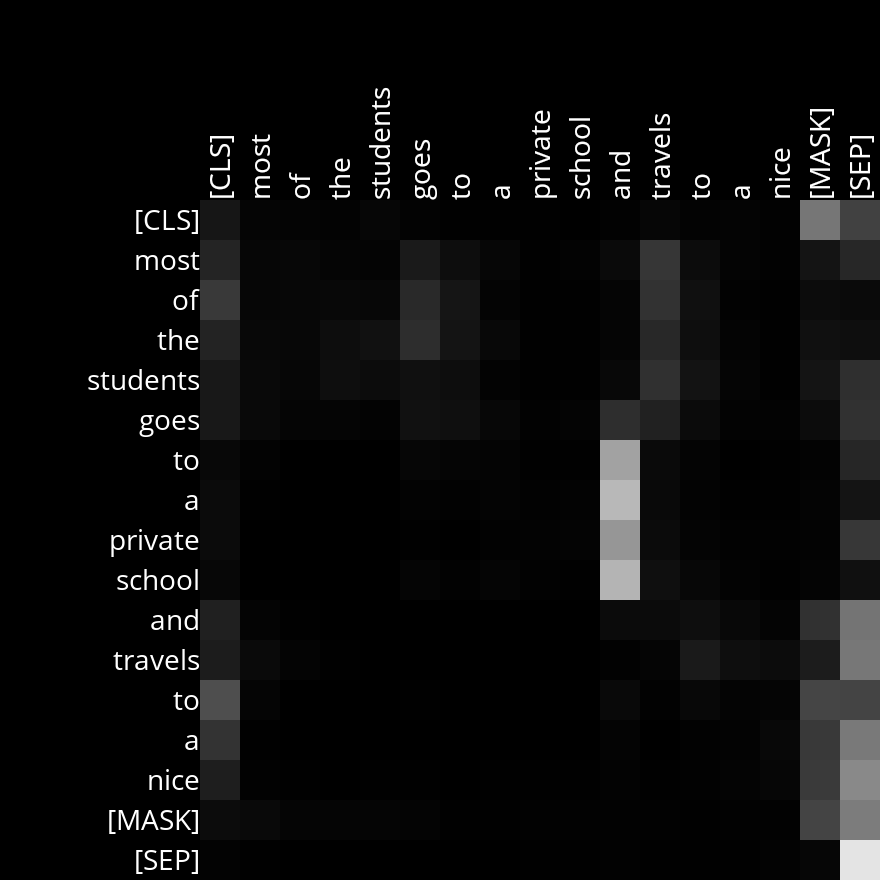 [CLS] most of the students goes to a private school and travels to a nice [MASK] [SEP]
[CLS]
most
of
the
students
goes
to
a
private
school
and
travels
to
a
nice
[MASK]
[SEP]